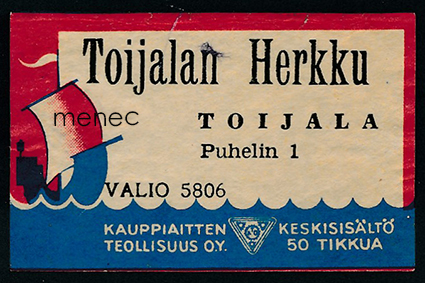 Toijalan Herkku
menec
TOIJALA
Puhelin 1
VALIO 5806
KAUPPIAITTEN KESKISISÄLTÖ
TEOLLISUUS OY. 50 TIKKUA